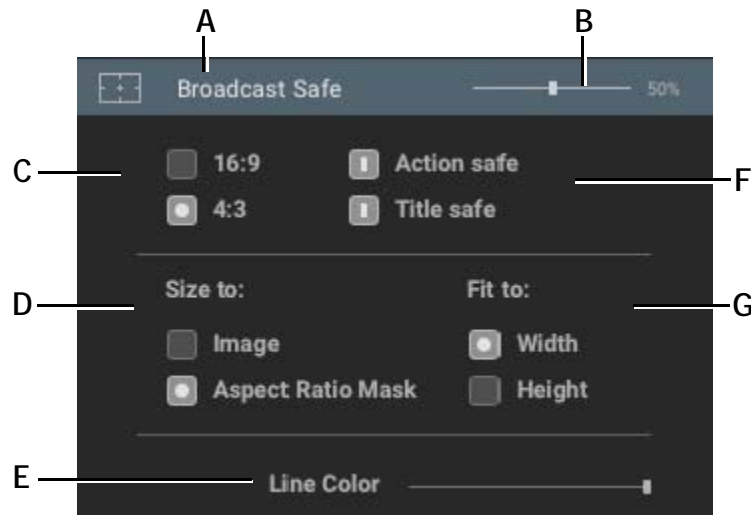 A
B
Broadcast Safe 50%
C
16:9 Action safe
F
4:3 Title safe
D
Size to: Fit to:
G
Image Width
Aspect Ratio Mask Height
E
Line Color